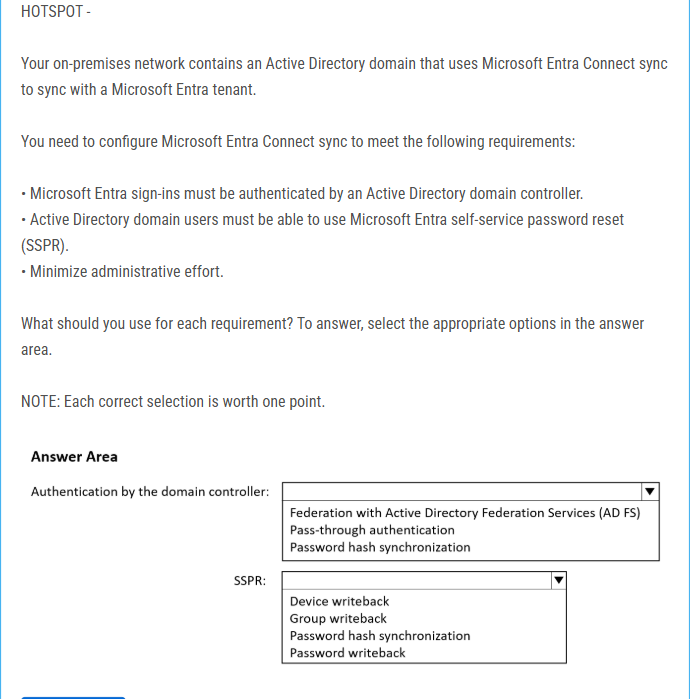 HOTSPOT -
Your on-premises network contains an Active Directory domain that uses Microsoft Entra Connect sync
to sync with a Microsoft Entra tenant.
You need to configure Microsoft Entra Connect sync to meet the following requirements:
• Microsoft Entra sign-ins must be authenticated by an Active Directory domain controller.
• Active Directory domain users must be able to use Microsoft Entra self-service password reset
(SSPR).
• Minimize administrative effort.
What should you use for each requirement? To answer, select the appropriate options in the answer
area.
NOTE: Each correct selection is worth one point.
Answer Area
Authentication by the domain controller:
Federation with Active Directory Federation Services (AD FS)
Pass-through authentication
Password hash synchronization
SSPR:
Device writeback
Group writeback
Password hash synchronization
Password writeback